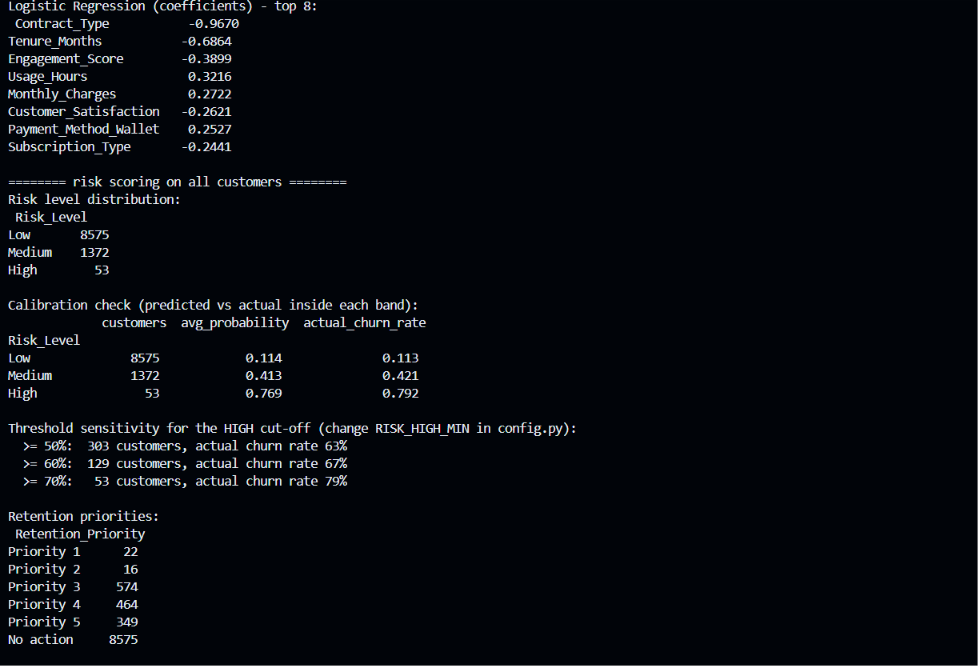 Logistic Regression (coefficients) - top 8:
Contract_Type -0.9670
Tenure_Months -0.6864
Engagement_Score -0.3899
Usage_Hours 0.3216
Monthly_Charges 0.2722
Customer_Satisfaction -0.2621
Payment_Method_Wallet 0.2527
Subscription_Type -0.2441
======== risk scoring on all customers ========
Risk level distribution:
Risk_Level
Low 8575
Medium 1372
High 53
Calibration check (predicted vs actual inside each band):
customers avg_probability actual_churn_rate
Risk_Level
Low 8575 0.114 0.113
Medium 1372 0.413 0.421
High 53 0.769 0.792
Threshold sensitivity for the HIGH cut-off (change RISK_HIGH_MIN in config.py):
>= 50%: 303 customers, actual churn rate 63%
>= 60%: 129 customers, actual churn rate 67%
>= 70%: 53 customers, actual churn rate 79%
Retention priorities:
Retention_Priority
Priority 1 22
Priority 2 16
Priority 3 574
Priority 4 464
Priority 5 349
No action 8575